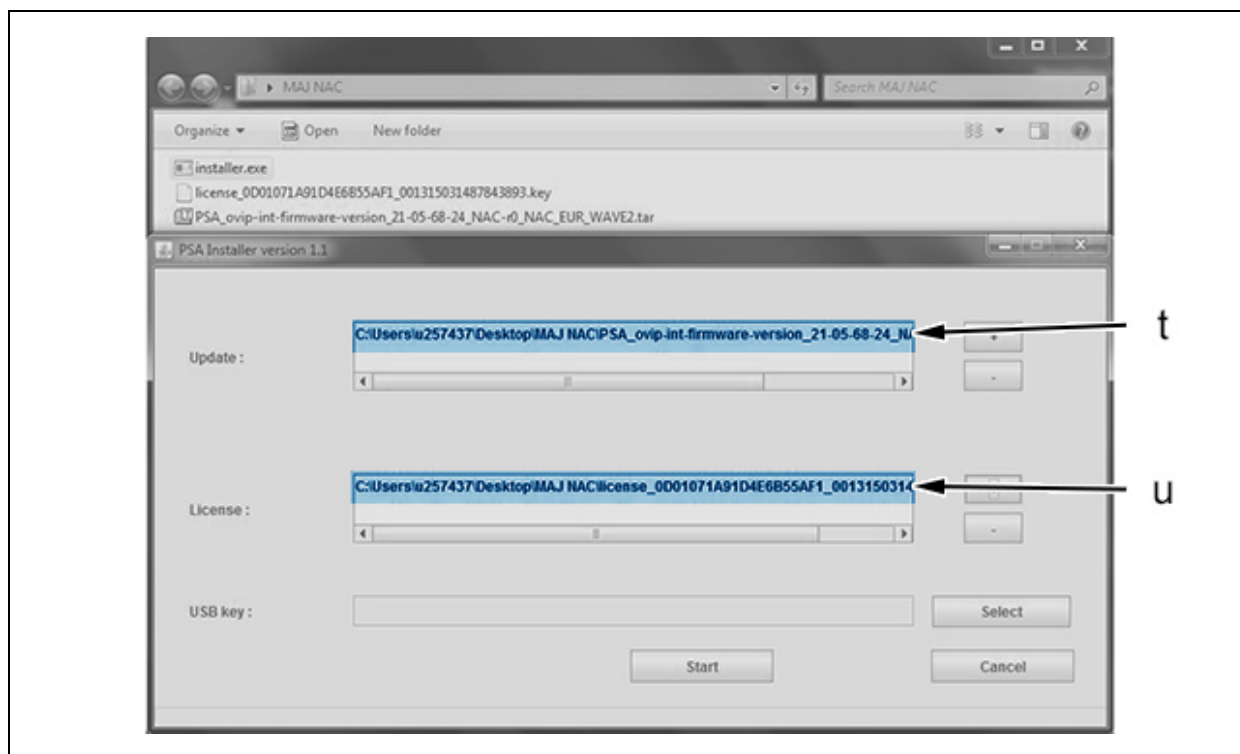 MAJ NAC
Search MAJ NAC
Organize
Open
New folder
installer.exe
license_0D01071A91D4E6B55AF1_001315031487843893.key
PSA_ovip-int-firmware-version_21-05-68-24_NAC-r0_NAC_EUR_WAVE2.tar
PSA Installer version 1.1
C:\Users\u257437\Desktop\MAJ NAC\PSA_ovip-int-firmware-version_21-05-68-24_NA
t
+
Update :
-
C:\Users\u257437\Desktop\MAJ NAC\license_0D01071A91D4E6B55AF1_0013150314
u
License :
-
USB key :
Select
Start
Cancel